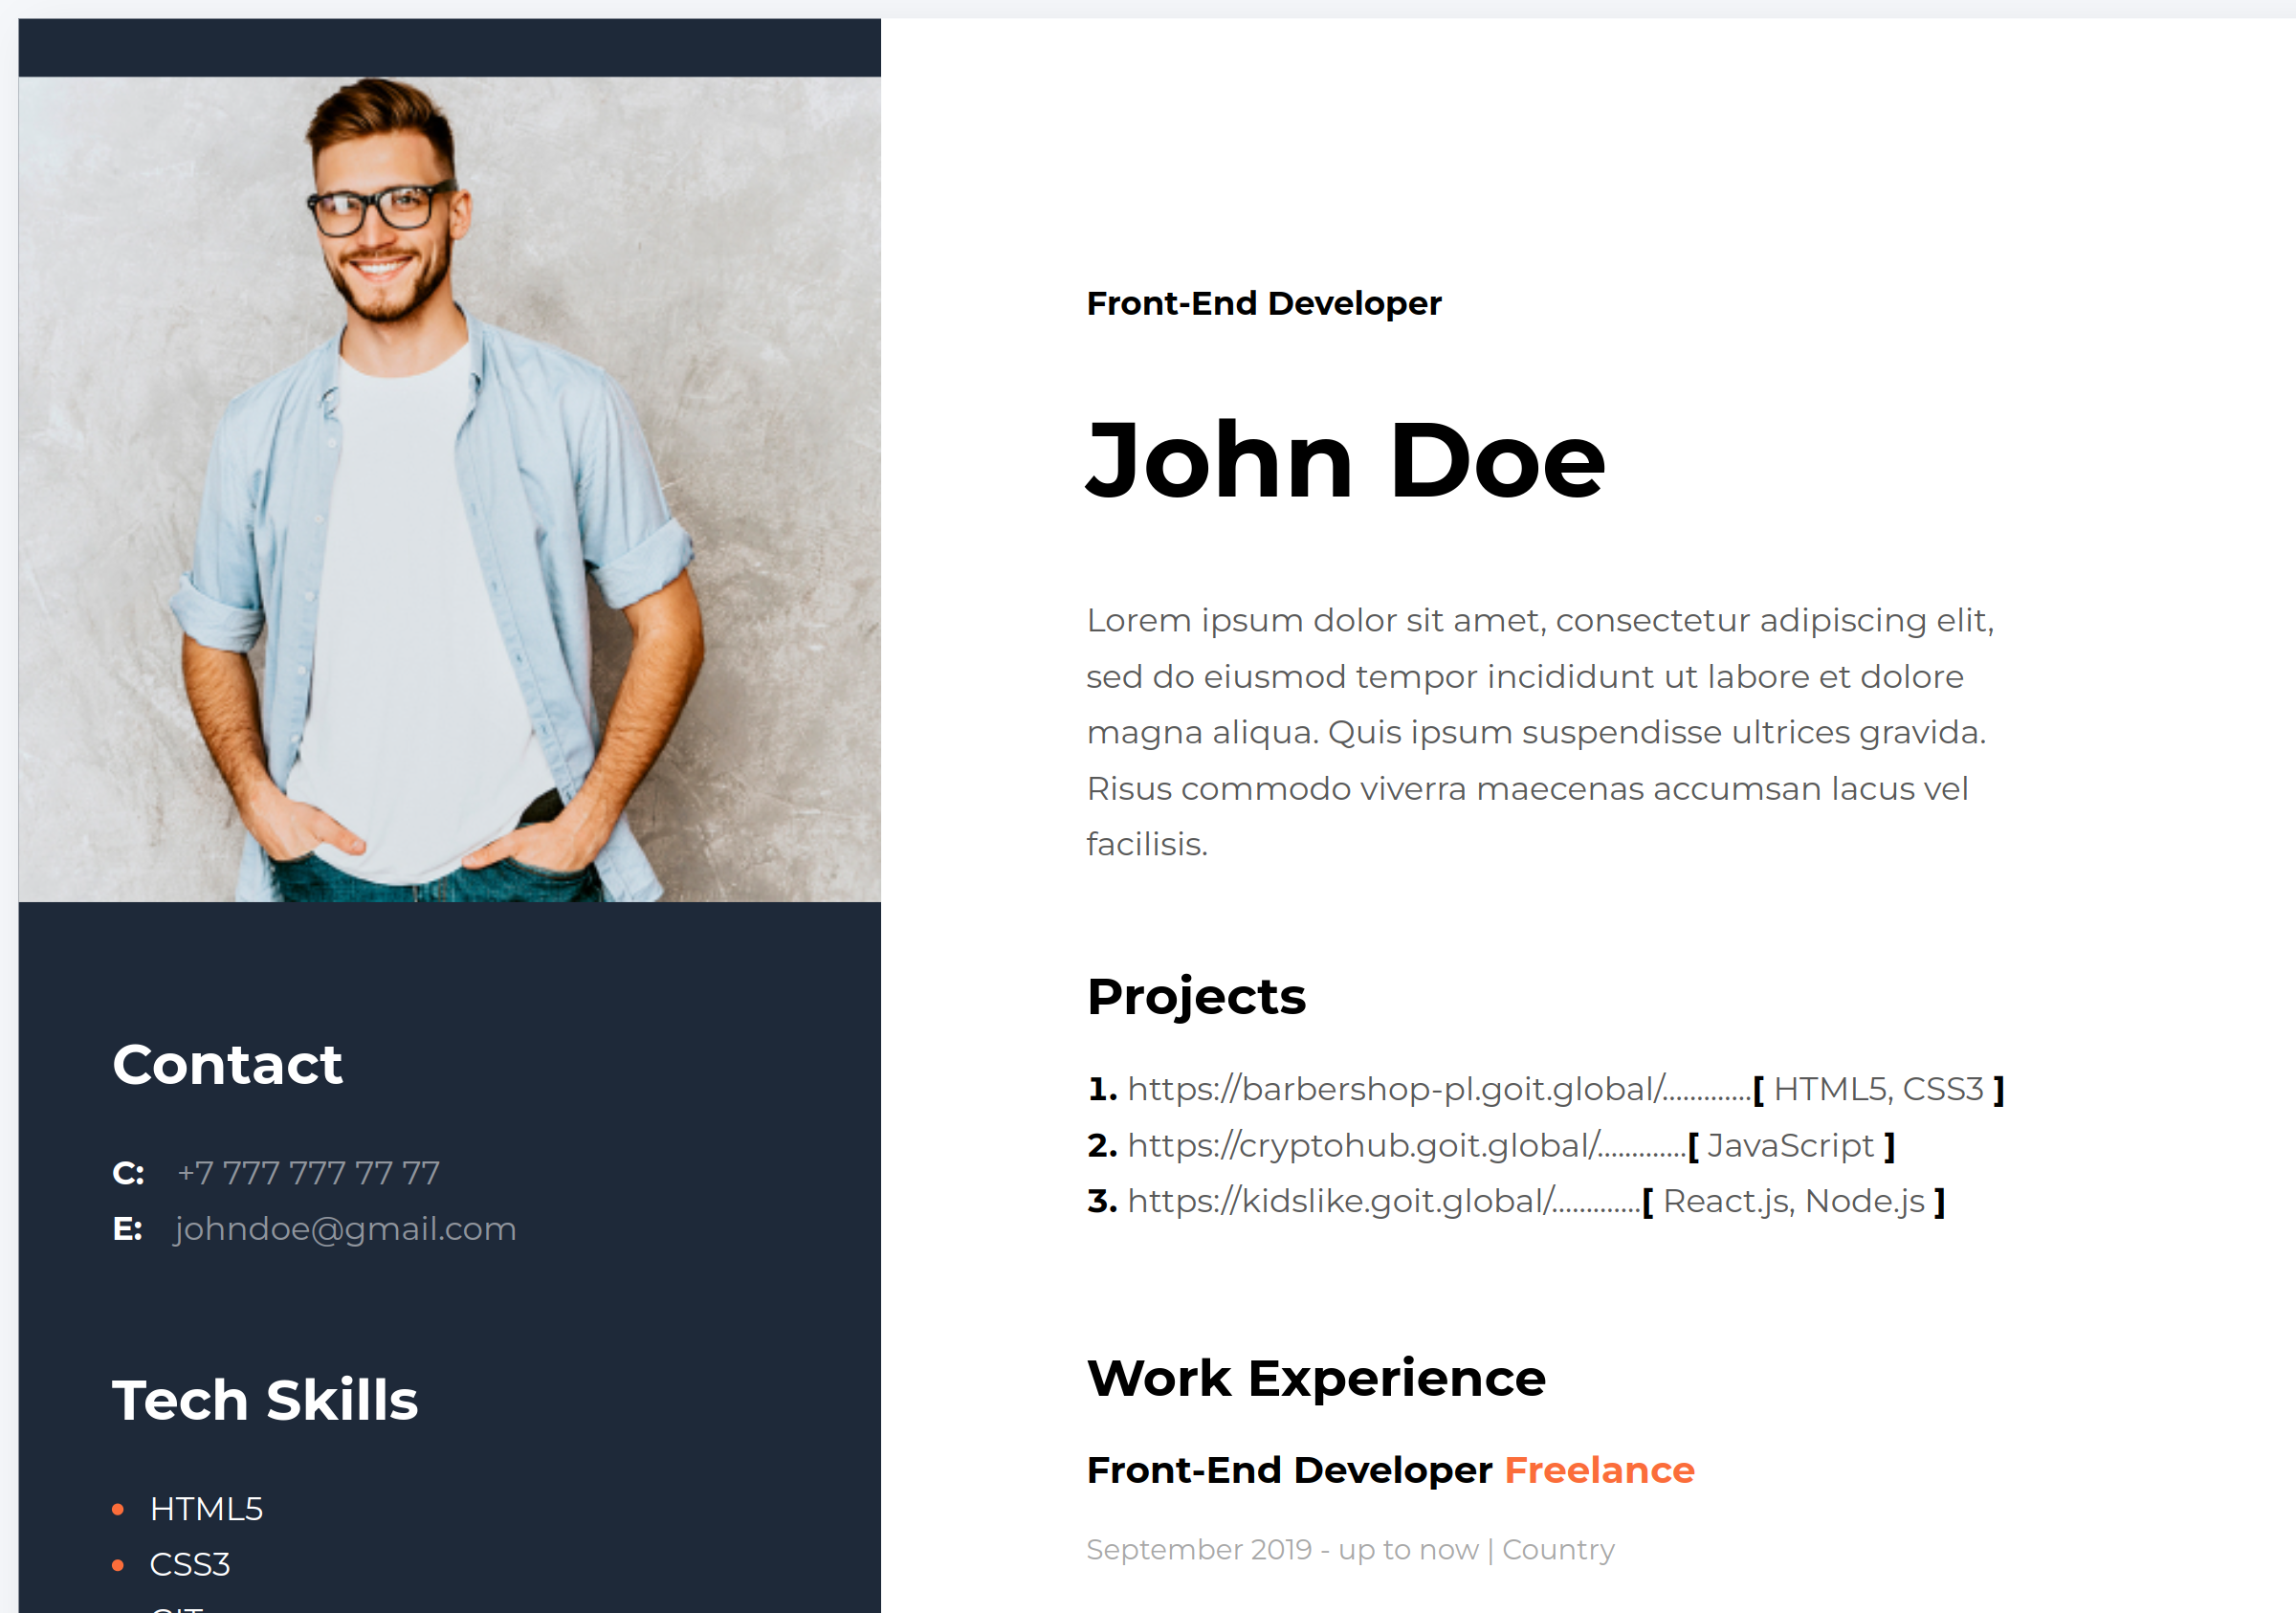 Front-End Developer
John Doe
Lorem ipsum dolor sit amet, consectetur adipiscing elit,
sed do eiusmod tempor incididunt ut labore et dolore
magna aliqua. Quis ipsum suspendisse ultrices gravida.
Risus commodo viverra maecenas accumsan lacus vel
facilisis.
Projects
1. https://barbershop-pl.goit.global/.............[ HTML5, CSS3 ]
2. https://cryptohub.goit.global/.............[ JavaScript ]
3. https://kidslike.goit.global/.............[ React.js, Node.js ]
Work Experience
Front-End Developer Freelance
September 2019 - up to now | Country
Contact
C: +7 777 777 77 77
E: johndoe@gmail.com
Tech Skills
HTML5
CSS3